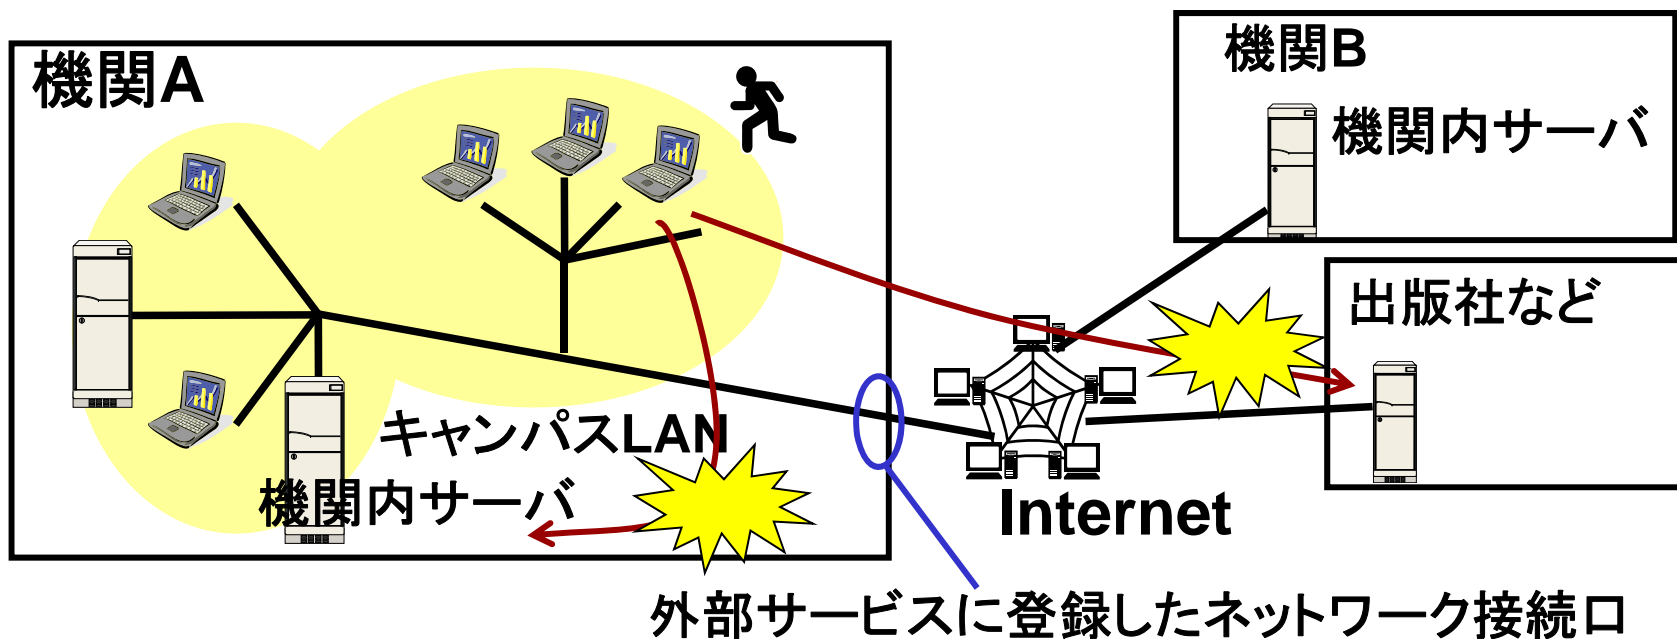 機関A
機関B
機関内サーバ
出版社など
キャンパスLAN
機関内サーバ
Internet
外部サービスに登録したネットワーク接続口